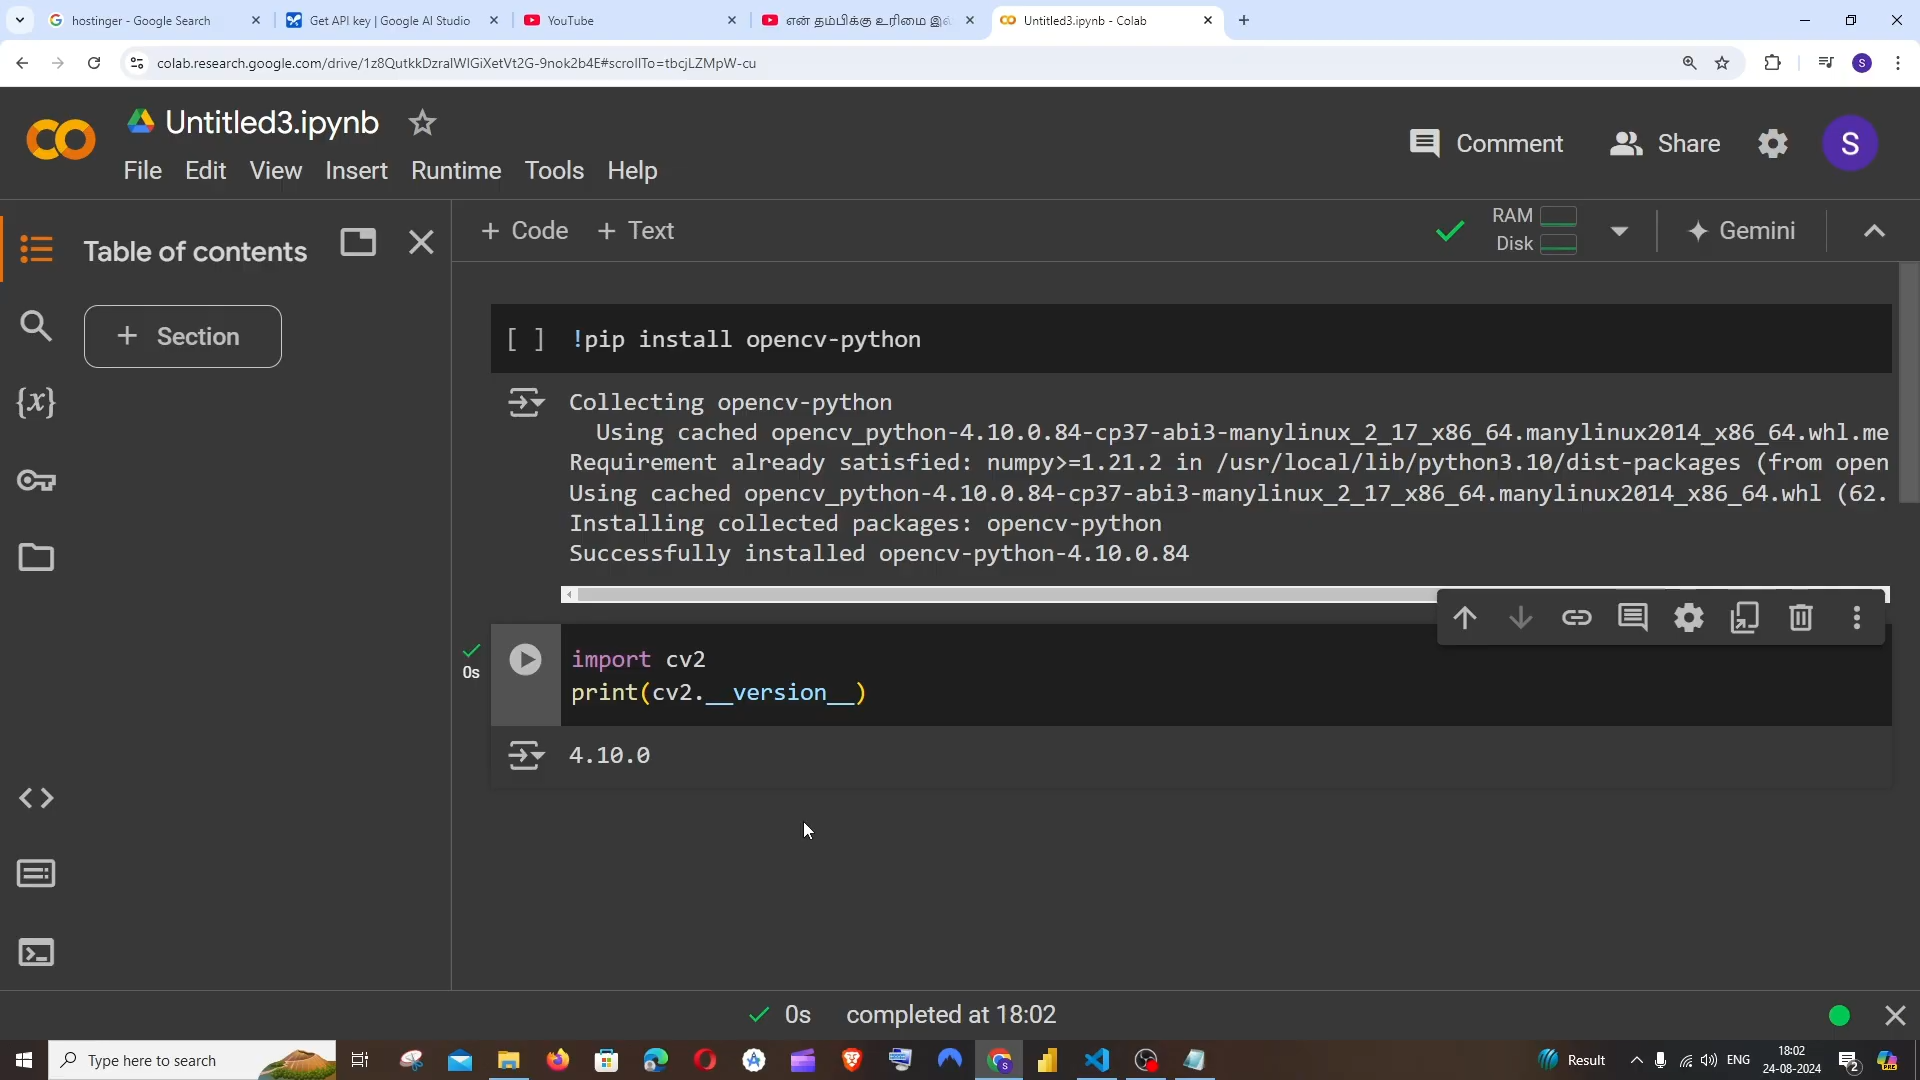 hostinger - Google Search
Get API key | Google AI Studio
YouTube
என் தம்பிக்கு உரிமை இல்
Untitled3.ipynb - Colab
colab.research.google.com/drive/1z8QutkkDzralWlGiXetVt2G-9nok2b4E#scrollTo=tbcjLZMpW-cu
S
Untitled3.ipynb
Comment
Share
S
File Edit View Insert Runtime Tools Help
Table of contents
+ Code + Text
RAM
Disk
Gemini
+ Section
{x}
[ ] !pip install opencv-python
Collecting opencv-python
Using cached opencv_python-4.10.0.84-cp37-abi3-manylinux_2_17_x86_64.manylinux2014_x86_64.whl.me
Requirement already satisfied: numpy>=1.21.2 in /usr/local/lib/python3.10/dist-packages (from open
Using cached opencv_python-4.10.0.84-cp37-abi3-manylinux_2_17_x86_64.manylinux2014_x86_64.whl (62.
Installing collected packages: opencv-python
Successfully installed opencv-python-4.10.0.84
0s
import cv2
print(cv2.__version__)
4.10.0
0s completed at 18:02
Type here to search
Result
ENG
18:02
24-08-2024
2